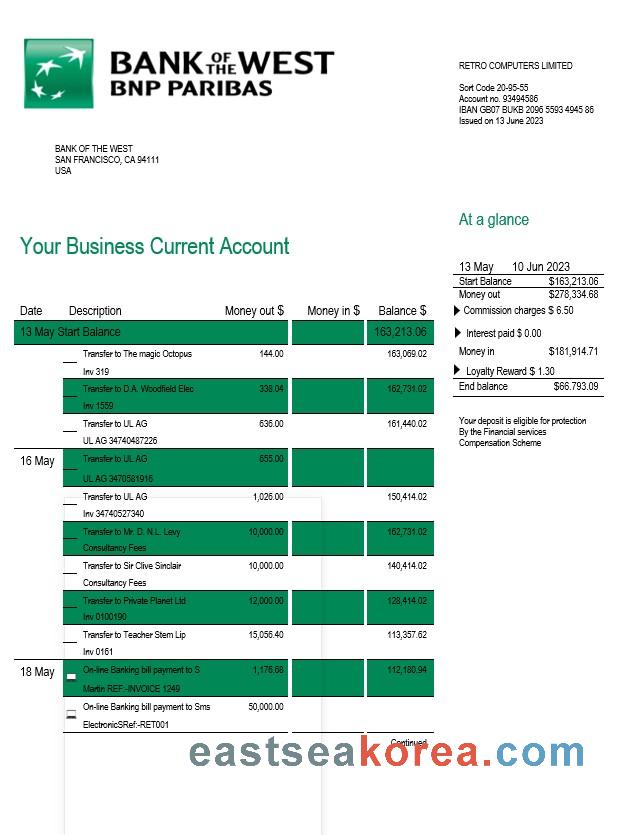 BANK OF THE WEST
BNP PARIBAS
RETRO COMPUTERS LIMITED
Sort Code 20-95-55
Account no. 93494586
IBAN GB07 BUKB 2096 5593 4945 86
Issued on 13 June 2023
BANK OF THE WEST
SAN FRANCISCO, CA 94111
USA
At a glance
Your Business Current Account
13 May 10 Jun 2023
Start Balance $163,213.06
Money out $278,334.68
Commission charges $ 6.50
Interest paid $ 0.00
Money in $181,914.71
Loyalty Reward $ 1.30
End balance $66.793.09
Your deposit is eligible for protection
By the Financial services
Compensation Scheme
Date Description Money out $ Money in $ Balance $
13 May Start Balance 163,213.06
Transfer to The magic Octopus 144.00 163,069.02
Inv 319
Transfer to D.A. Woodfield Elec 338.04 162,731.02
Inv 1559
Transfer to UL AG 636.00 161,440.02
UL AG 34740487226
16 May Transfer to UL AG 655.00
UL AG 3470581916
Transfer to UL AG 1,026.00 150,414.02
Inv 34740527340
Transfer to Mr. D. N.L. Levy 10,000.00 162,731.02
Consultancy Fees
Transfer to Sir Clive Sinclair 10,000.00 140,414.02
Consultancy Fees
Transfer to Private Planet Ltd 12,000.00 128,414.02
Inv 0100190
Transfer to Teacher Stem Lip 15,056.40 113,357.62
Inv 0161
18 May On-line Banking bill payment to S 1,176.68 112,180.94
Martin REF:-INVOICE 1249
On-line Banking bill payment to Sms 50,000.00
ElectronicSRef:-RET001
Continued
eastseakorea.com